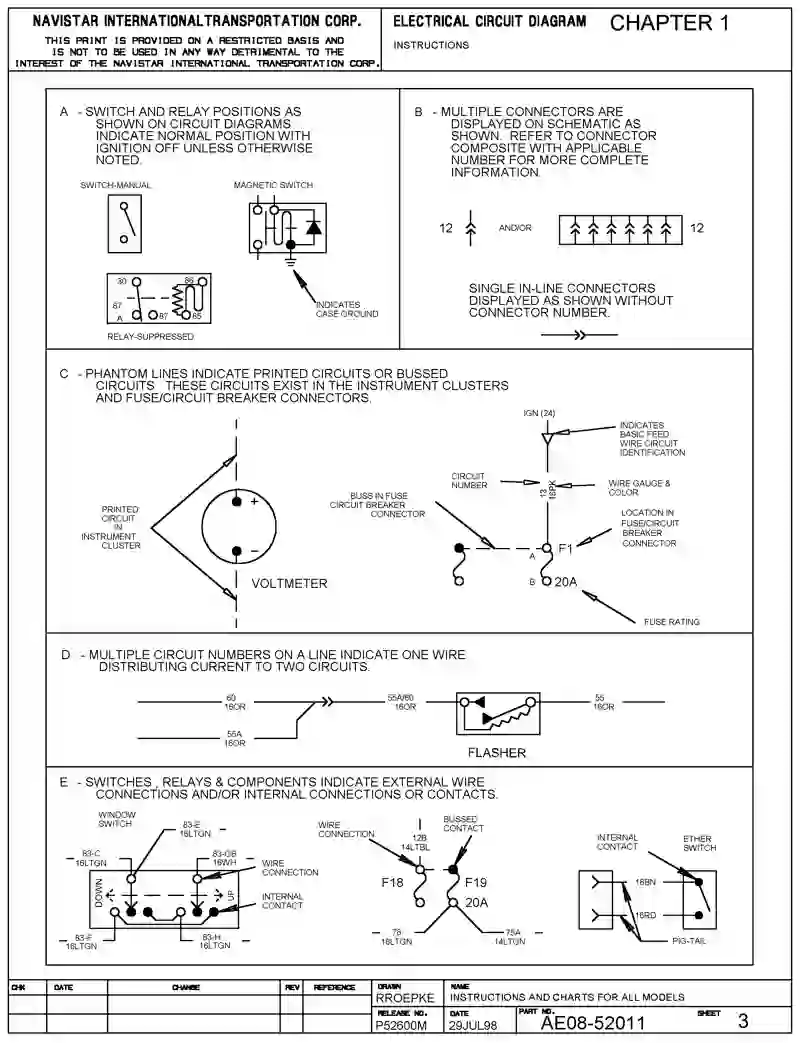 NAVISTAR INTERNATIONALTRANSPORTATION CORP.
THIS PRINT IS PROVIDED ON A RESTRICTED BASIS AND
IS NOT TO BE USED IN ANY WAY DETRIMENTAL TO THE
INTEREST OF THE NAVISTAR INTERNATIONAL TRANSPORTATION CORP.
ELECTRICAL CIRCUIT DIAGRAM CHAPTER 1
INSTRUCTIONS
A - SWITCH AND RELAY POSITIONS AS
SHOWN ON CIRCUIT DIAGRAMS
INDICATE NORMAL POSITION WITH
IGNITION OFF UNLESS OTHERWISE
NOTED.
SWITCH-MANUAL
MAGNETIC SWITCH
30
86
87
A
87
85
RELAY-SUPPRESSED
INDICATES
CASE GROUND
B - MULTIPLE CONNECTORS ARE
DISPLAYED ON SCHEMATIC AS
SHOWN. REFER TO CONNECTOR
COMPOSITE WITH APPLICABLE
NUMBER FOR MORE COMPLETE
INFORMATION.
12
AND/OR
12
SINGLE IN-LINE CONNECTORS
DISPLAYED AS SHOWN WITHOUT
CONNECTOR NUMBER.
C - PHANTOM LINES INDICATE PRINTED CIRCUITS OR BUSSED
CIRCUITS THESE CIRCUITS EXIST IN THE INSTRUMENT CLUSTERS
AND FUSE/CIRCUIT BREAKER CONNECTORS.
PRINTED
CIRCUIT
IN
INSTRUMENT
CLUSTER
+
-
VOLTMETER
IGN (24)
INDICATES
BASIC FEED
WIRE CIRCUIT
IDENTIFICATION
CIRCUIT
NUMBER
13
16PK
WIRE GAUGE &
COLOR
BUSS IN FUSE
CIRCUIT BREAKER
CONNECTOR
LOCATION IN
FUSE/CIRCUIT
BREAKER
CONNECTOR
A
F1
B
20A
FUSE RATING
D - MULTIPLE CIRCUIT NUMBERS ON A LINE INDICATE ONE WIRE
DISTRIBUTING CURRENT TO TWO CIRCUITS.
60
16OR
55A
16OR
55A/60
16OR
55
16OR
FLASHER
E - SWITCHES , RELAYS & COMPONENTS INDICATE EXTERNAL WIRE
CONNECTIONS AND/OR INTERNAL CONNECTIONS OR CONTACTS.
WINDOW
SWITCH
83-E
16LTGN
83-C
16LTGN
83-GB
16WH
WIRE
CONNECTION
DOWN
UP
INTERNAL
CONTACT
83-F
16LTGN
83-H
16LTGN
WIRE
CONNECTION
BUSSED
CONTACT
12B
14LTBL
F18
F19
20A
75A
14LTGN
INTERNAL
CONTACT
ETHER
SWITCH
16BN
16RD
PIG-TAIL
CHK DATE CHANGE REV REFERENCE
DRAWN
RROEPKE
NAME
INSTRUCTIONS AND CHARTS FOR ALL MODELS
RELEASE NO.
P52600M
DATE
29JUL98
PART NO.
AE08-52011
SHEET
3